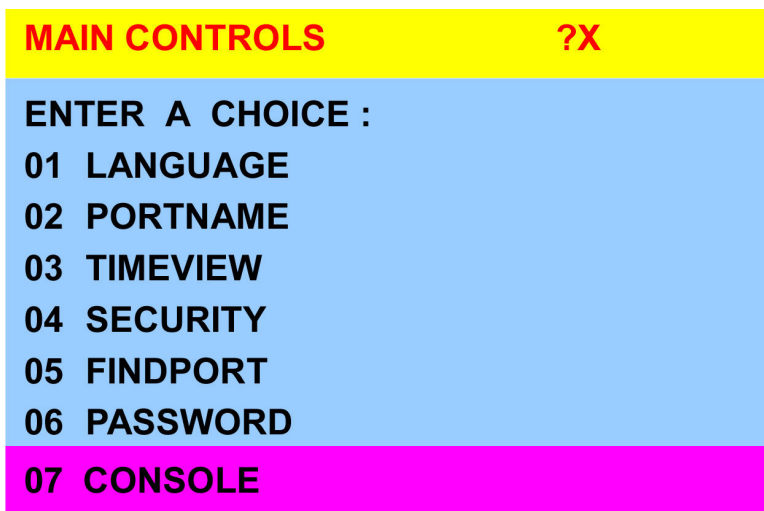 MAIN CONTROLS ?X
ENTER A CHOICE :
01 LANGUAGE
02 PORTNAME
03 TIMEVIEW
04 SECURITY
05 FINDPORT
06 PASSWORD
07 CONSOLE